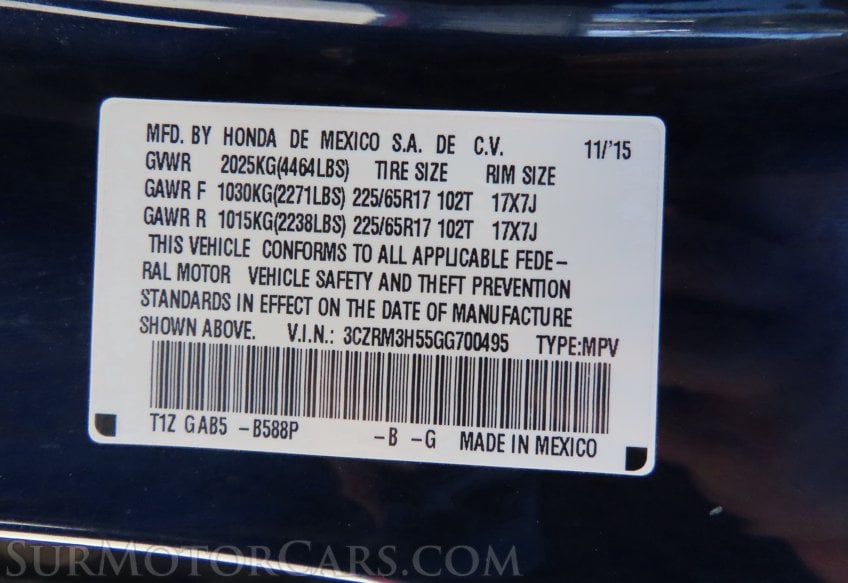 MFD. BY HONDA DE MEXICO S.A. DE C.V. 11/'15
GVWR 2025KG(4464LBS) TIRE SIZE RIM SIZE
GAWR F 1030KG(2271LBS) 225/65R17 102T 17X7J
GAWR R 1015KG(2238LBS) 225/65R17 102T 17X7J
THIS VEHICLE CONFORMS TO ALL APPLICABLE FEDE-
RAL MOTOR VEHICLE SAFETY AND THEFT PREVENTION
STANDARDS IN EFFECT ON THE DATE OF MANUFACTURE
SHOWN ABOVE. V.I.N.: 3CZRM3H55GG700495 TYPE:MPV
T1Z GAB5 -B588P -B -G MADE IN MEXICO
SURMOTORCARS.COM